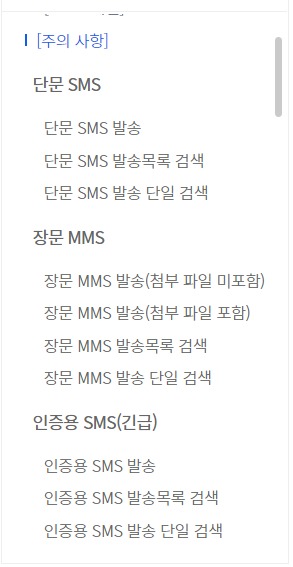 [주의 사항]
단문 SMS
단문 SMS 발송
단문 SMS 발송목록 검색
단문 SMS 발송 단일 검색
장문 MMS
장문 MMS 발송(첨부 파일 미포함)
장문 MMS 발송(첨부 파일 포함)
장문 MMS 발송목록 검색
장문 MMS 발송 단일 검색
인증용 SMS(긴급)
인증용 SMS 발송
인증용 SMS 발송목록 검색
인증용 SMS 발송 단일 검색